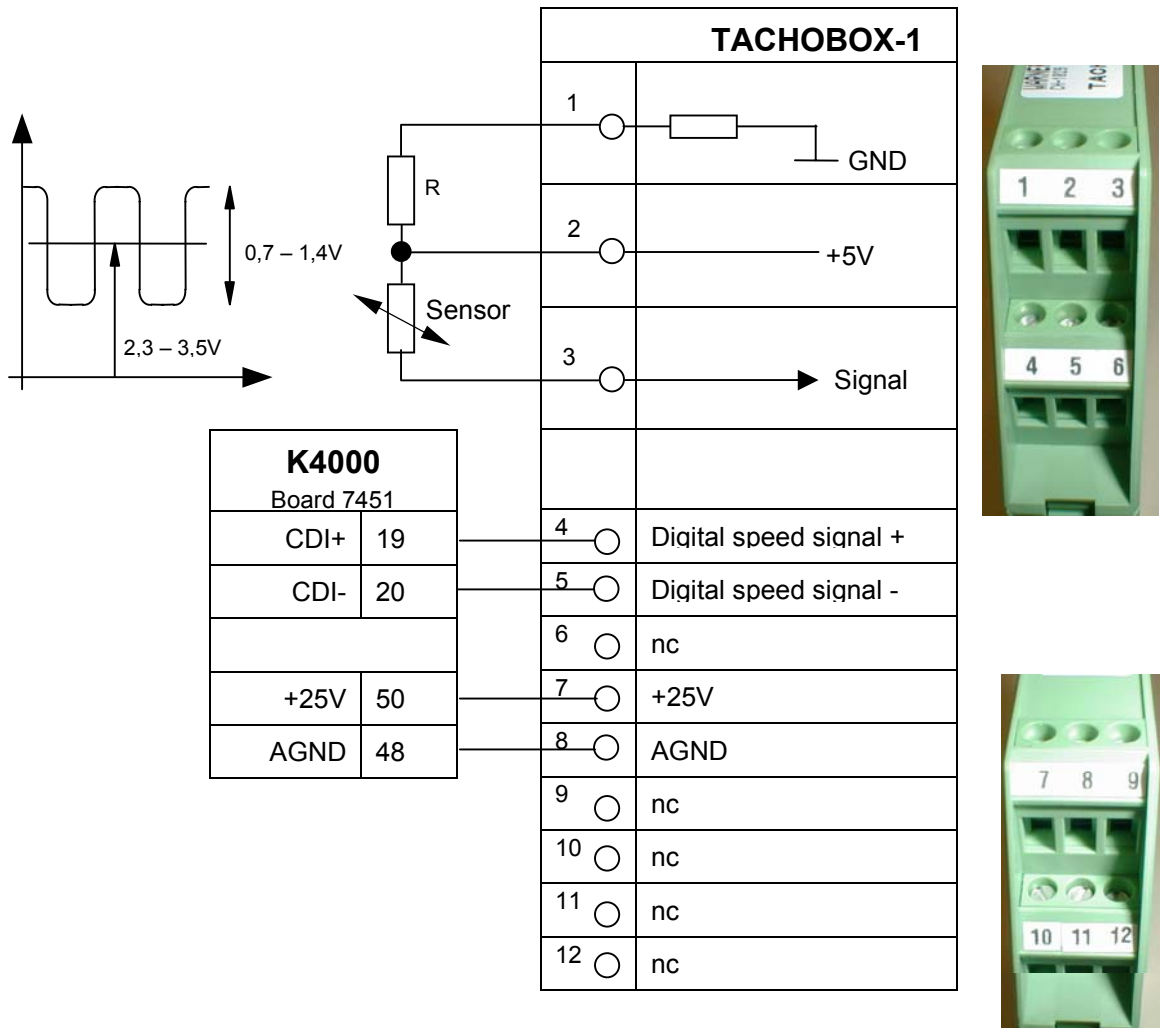 TACHOBOX-1
1
GND
R
2
+5V
0,7 – 1,4V
Sensor
2,3 – 3,5V
3
Signal
K4000
Board 7451
CDI+ 19
4 Digital speed signal +
CDI- 20
5 Digital speed signal -
6 nc
+25V 50
7 +25V
AGND 48
8 AGND
9 nc
10 nc
11 nc
12 nc
TACH
1 2 3
4 5 6
7 8 9
10 11 12